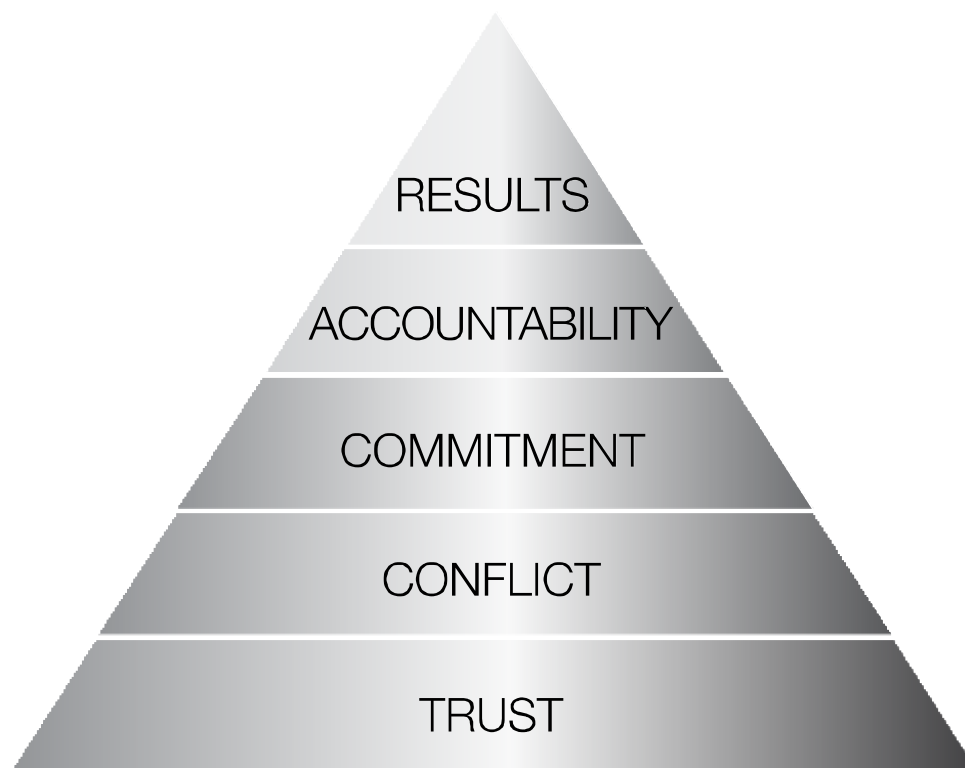 RESULTS
ACCOUNTABILITY
COMMITMENT
CONFLICT
TRUST